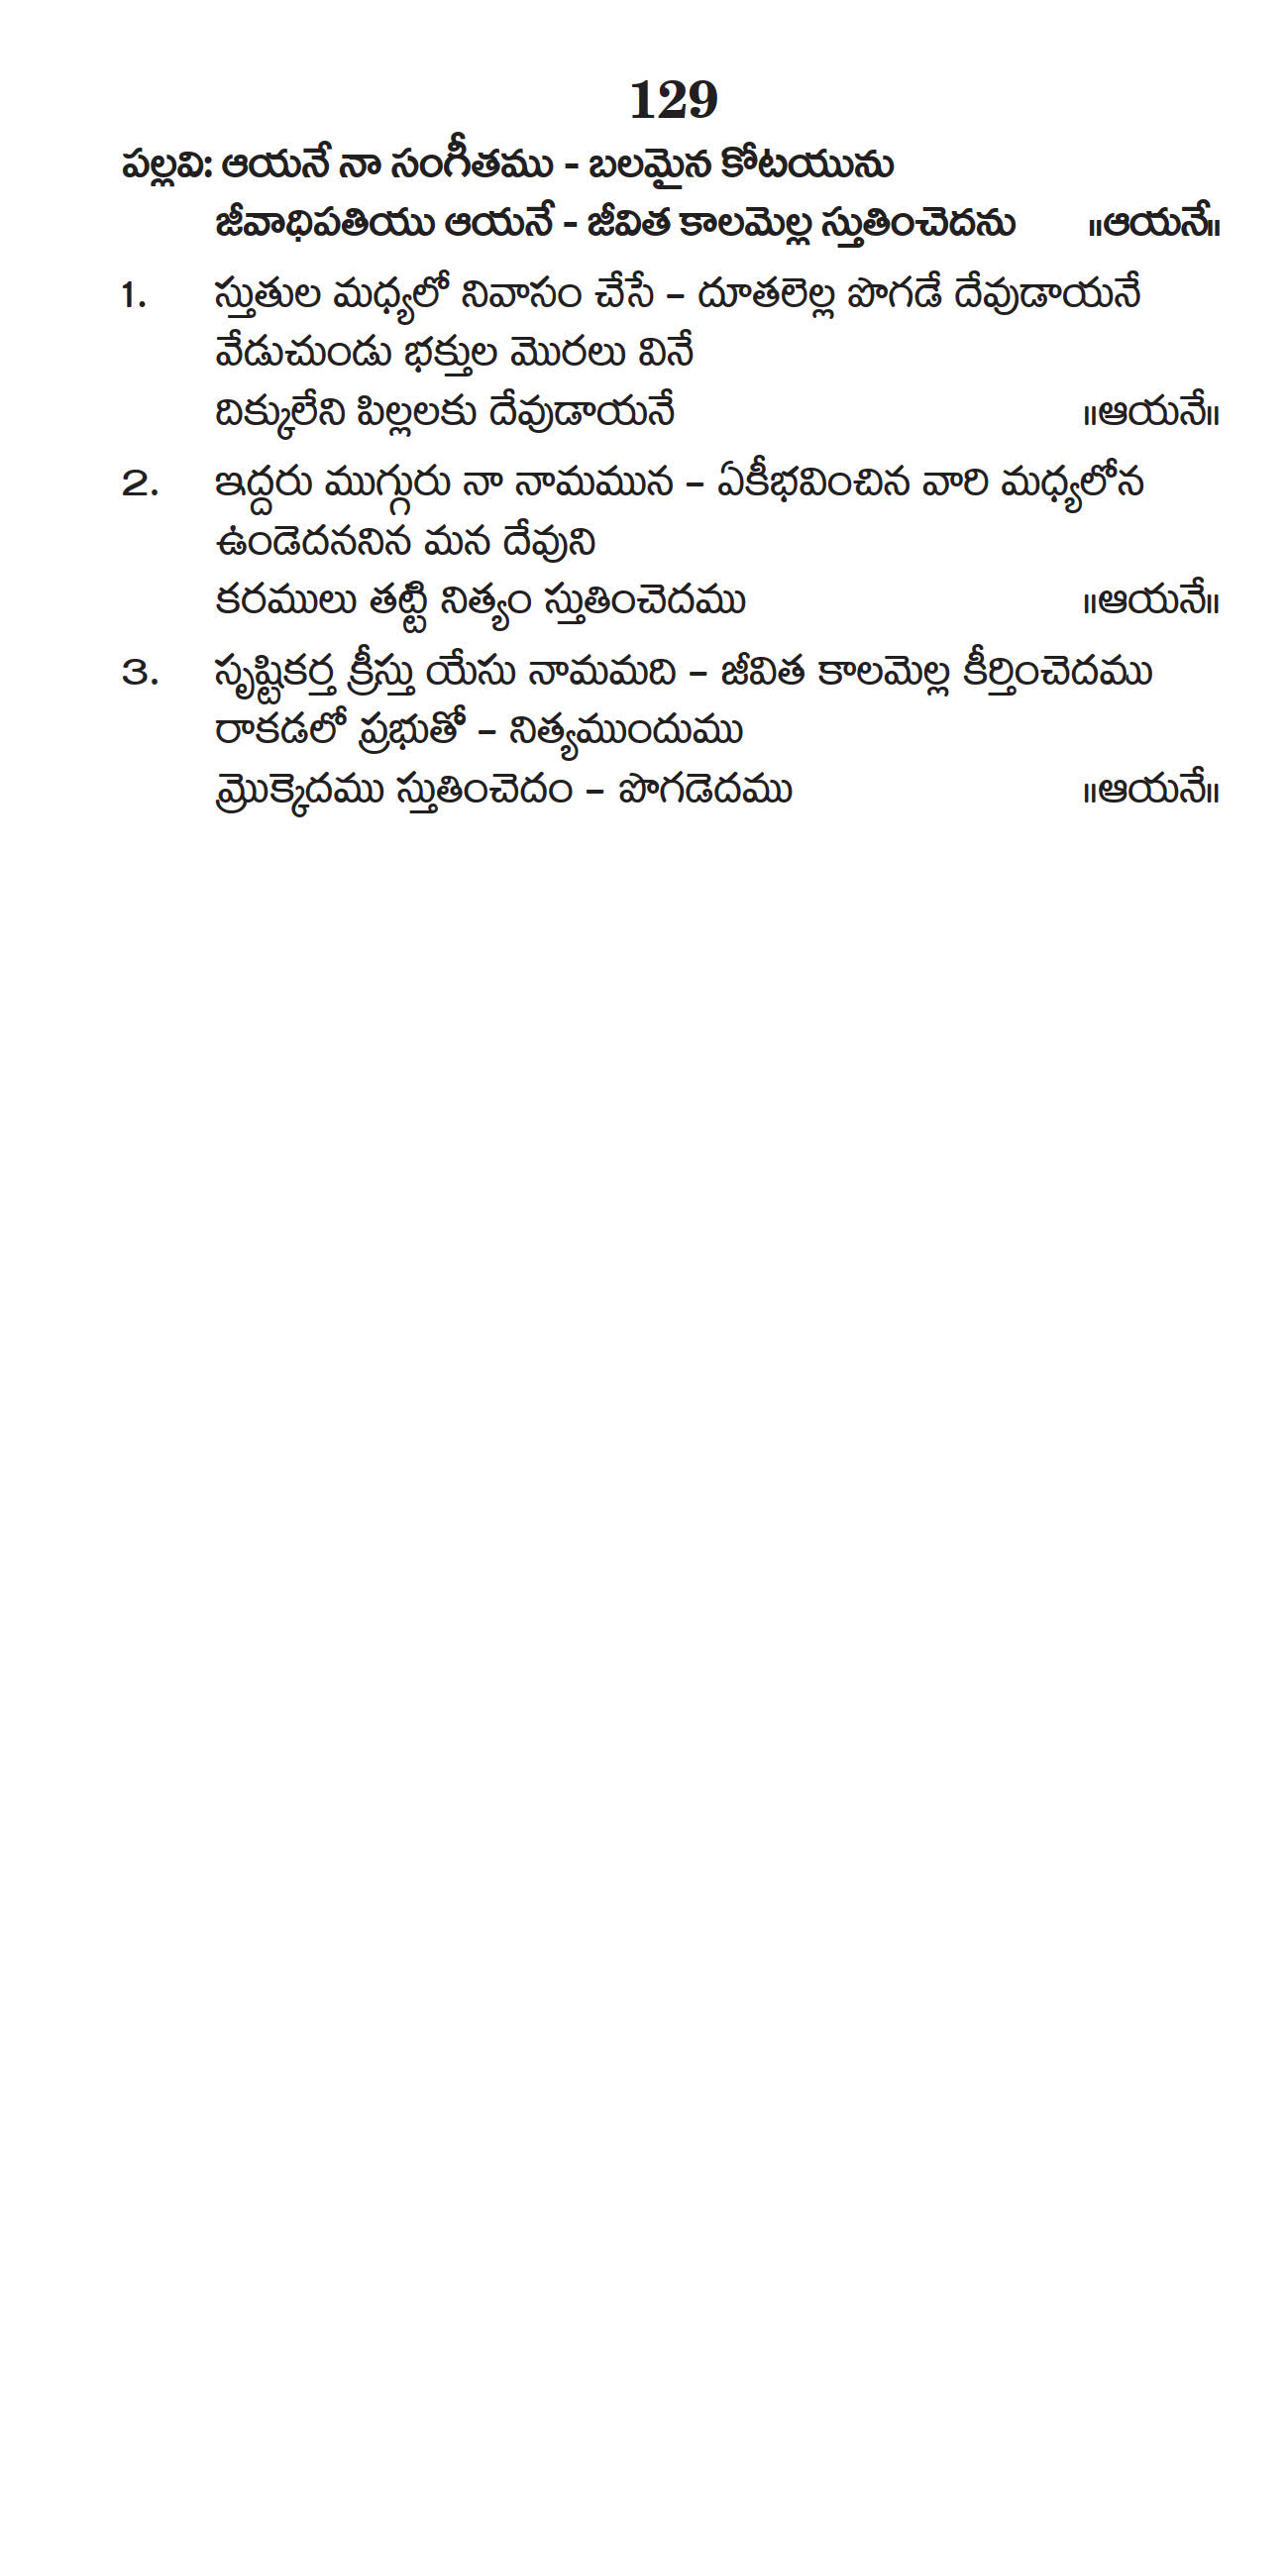 129
పల్లవి: ఆయనే నా సంగీతము - బలమైన కోటయును
జీవాధిపతియు ఆయనే - జీవిత కాలమెల్ల స్తుతించెదను ॥ఆయనే॥
1. స్తుతుల మధ్యలో నివాసం చేసే – దూతలెల్ల పొగడే దేవుడాయనే
వేడుచుండు భక్తుల మొరలు వినే
దిక్కులేని పిల్లలకు దేవుడాయనే ॥ఆయనే॥
2. ఇద్దరు ముగ్గురు నా నామమున – ఏకీభవించిన వారి మధ్యలోన
ఉండెదననిన మన దేవుని
కరములు తట్టి నిత్యం స్తుతించెదము ॥ఆయనే॥
3. సృష్టికర్త క్రీస్తు యేసు నామమది – జీవిత కాలమెల్ల కీర్తించెదము
రాకడలో ప్రభుతో – నిత్యముందుము
మ్రొక్కెదము స్తుతించెదం – పొగడెదము ॥ఆయనే॥